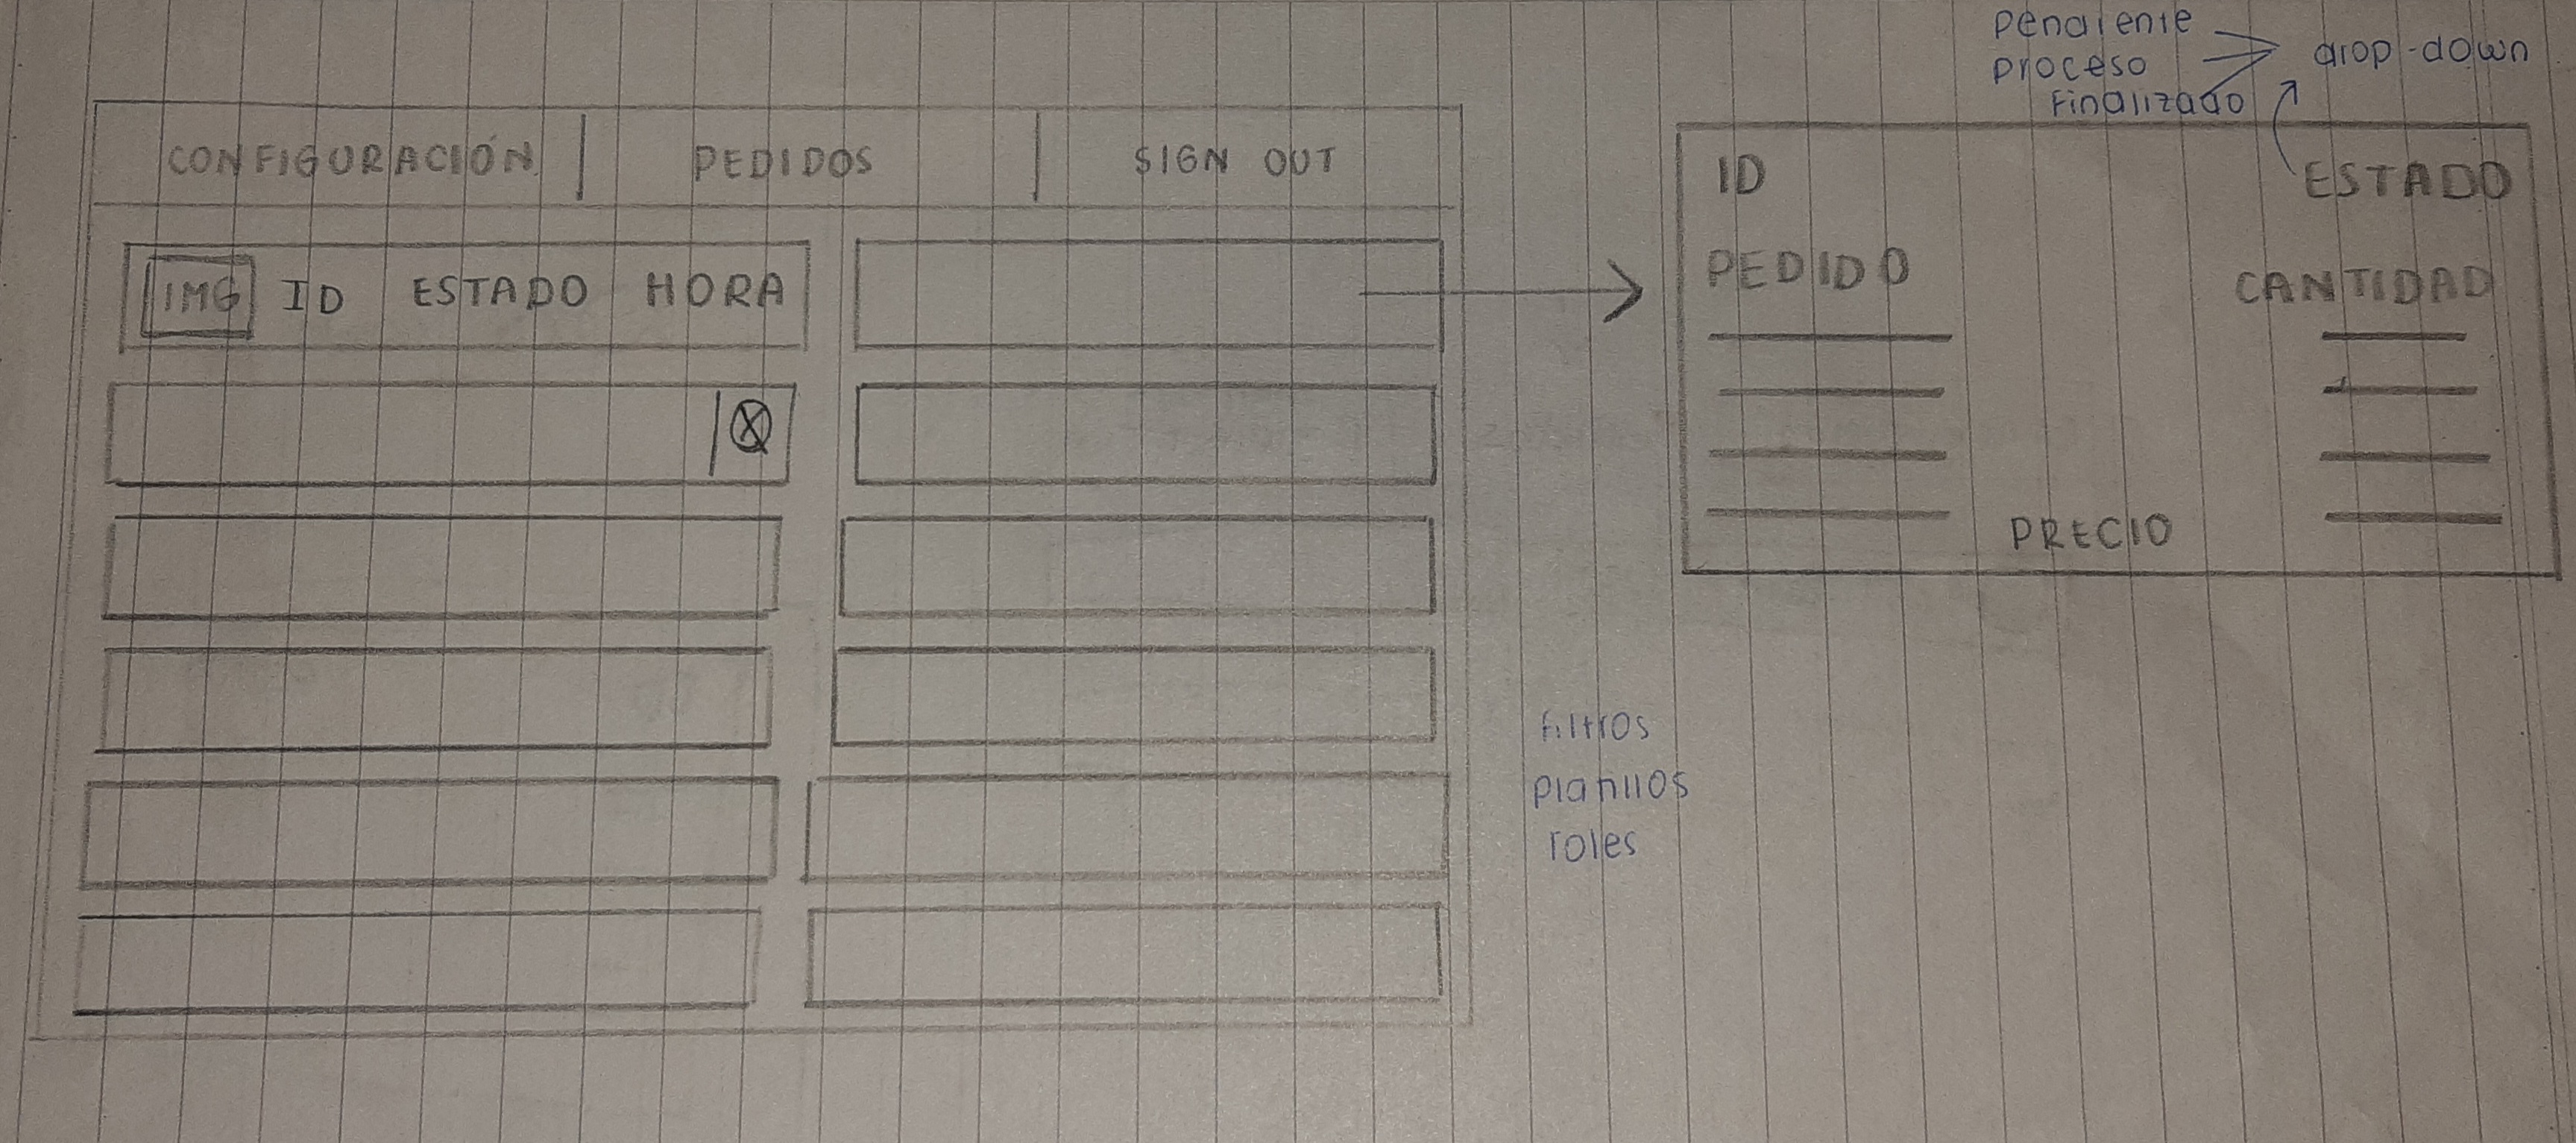 pendiente
proceso
Finalizado
drop-down
CONFIGURACIÓN | PEDIDOS | SIGN OUT
IMG ID ESTADO HORA
X
ID ESTADO
PEDIDO CANTIDAD
PRECIO
filtros
platillos
roles